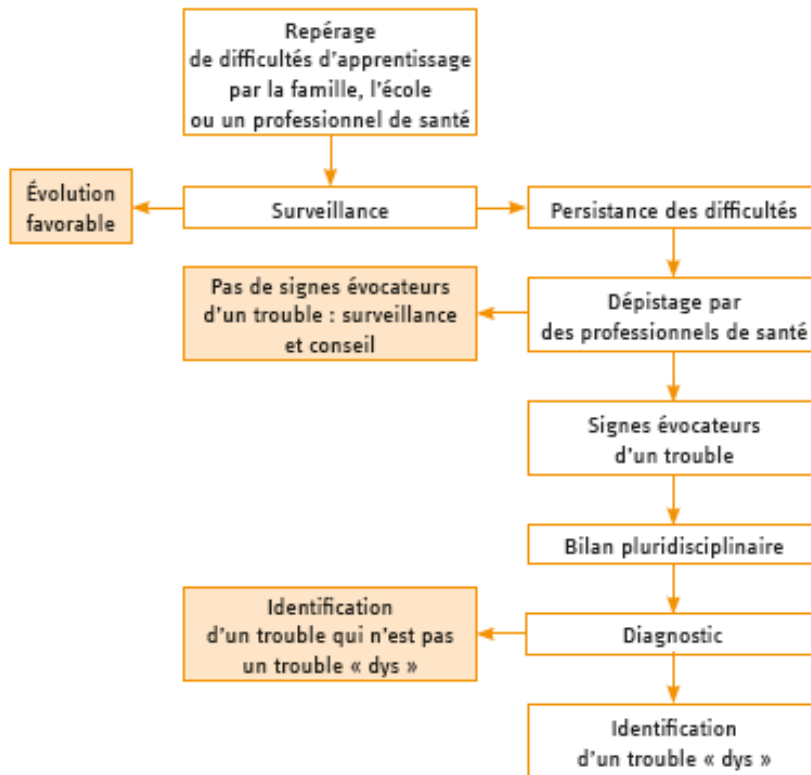 Repérage
de difficultés d'apprentissage
par la famille, l'école
ou un professionnel de santé
Évolution
favorable
Surveillance
Persistance des difficultés
Pas de signes évocateurs
d'un trouble : surveillance
et conseil
Dépistage par
des professionnels de santé
Signes évocateurs
d'un trouble
Bilan pluridisciplinaire
Identification
d'un trouble qui n'est pas
un trouble « dys »
Diagnostic
Identification
d'un trouble « dys »